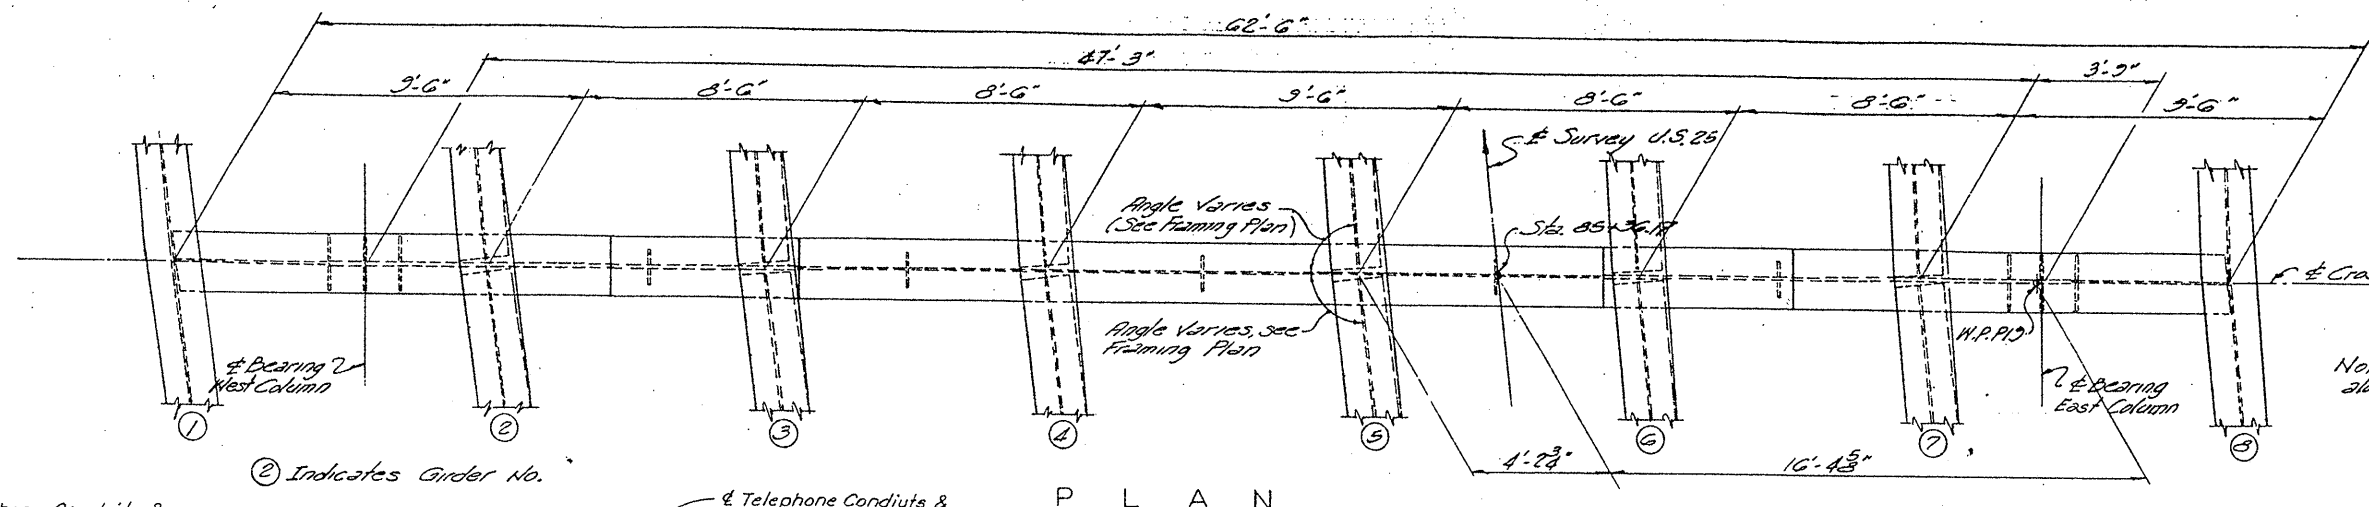 62'-6"
47'-3"
3'-9"
9'-6"
8'-6"
8'-6"
9'-6"
8'-6"
8'-6"
9'-6"
℄ Survey U.S. 25
Angle Varies
(See Framing Plan)
Sta. 85+36.19
℄ Bearing
West Column
Angle Varies, see
Framing Plan
W.P.P19
℄ Bearing
East Column
1
2
3
4
5
6
7
8
4'-2¾"
16'-4⅝"
2 Indicates Girder No.
PLAN
℄ Telephone Condiuts &